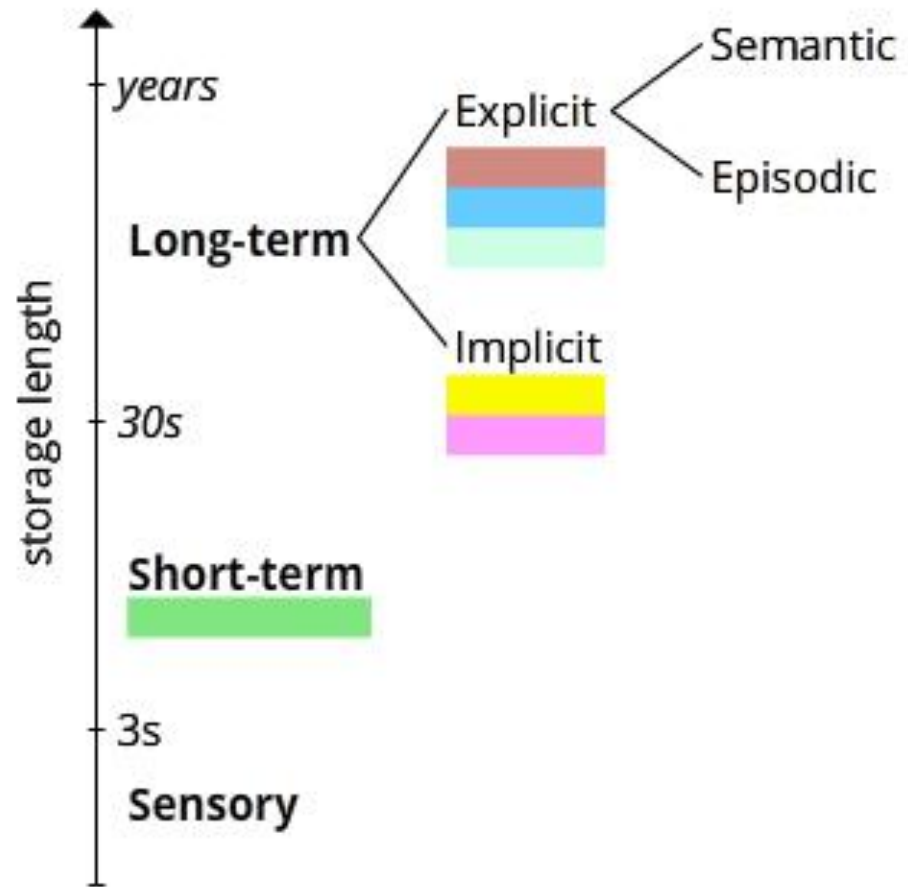 Semantic
years
Explicit
Episodic
Long-term
storage length
Implicit
30s
Short-term
3s
Sensory